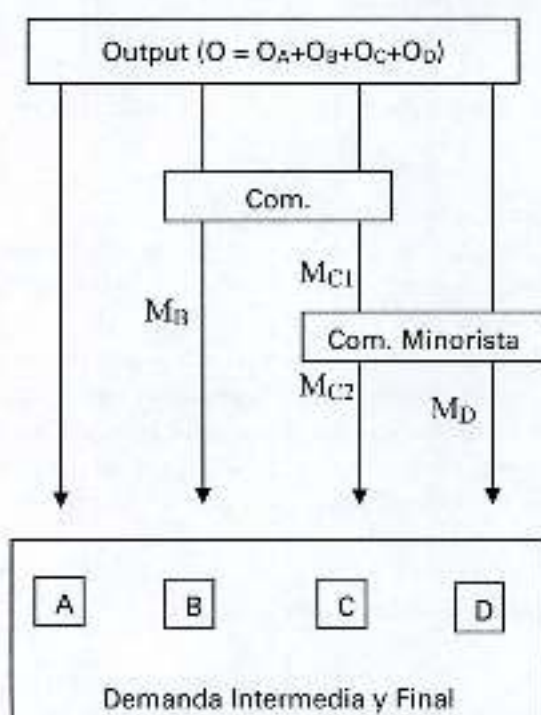 Output (O = OA+OB+OC+OD)
Com.
MC1
MB
Com. Minorista
MC2
MD
A B C D
Demanda Intermedia y Final